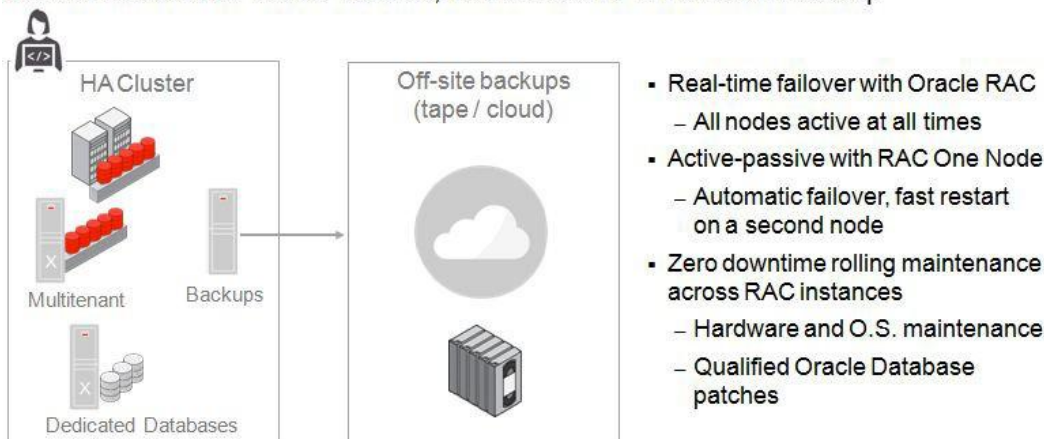 HA Cluster
Multitenant
Backups
Dedicated Databases
Off-site backups
(tape / cloud)
</>
X
X
▪ Real-time failover with Oracle RAC
– All nodes active at all times
▪ Active-passive with RAC One Node
– Automatic failover, fast restart
on a second node
▪ Zero downtime rolling maintenance
across RAC instances
– Hardware and O.S. maintenance
– Qualified Oracle Database
patches